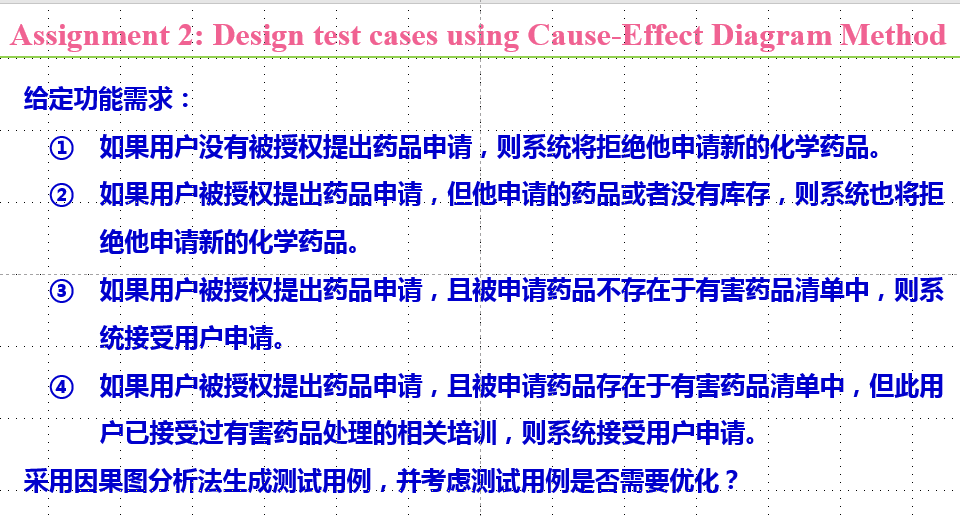 Assignment 2: Design test cases using Cause-Effect Diagram Method
给定功能需求：
① 如果用户没有被授权提出药品申请，则系统将拒绝他申请新的化学药品。
② 如果用户被授权提出药品申请，但他申请的药品或者没有库存，则系统也将拒
绝他申请新的化学药品。
③ 如果用户被授权提出药品申请，且被申请药品不存在于有害药品清单中，则系
统接受用户申请。
④ 如果用户被授权提出药品申请，且被申请药品存在于有害药品清单中，但此用
户已接受过有害药品处理的相关培训，则系统接受用户申请。
采用因果图分析法生成测试用例，并考虑测试用例是否需要优化？